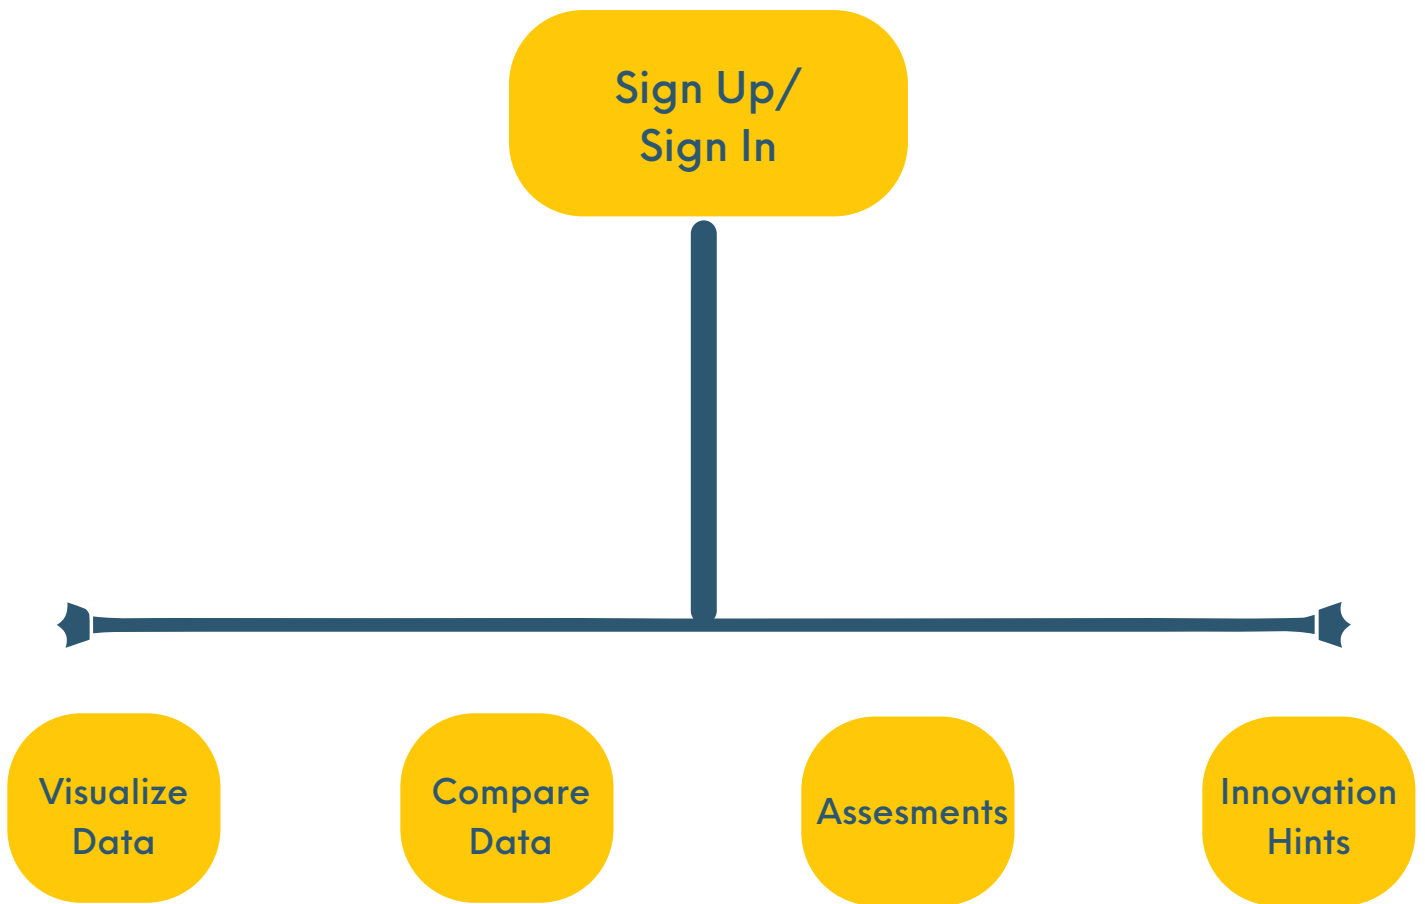 Sign Up/
Sign In
Visualize
Data
Compare
Data
Assesments
Innovation
Hints